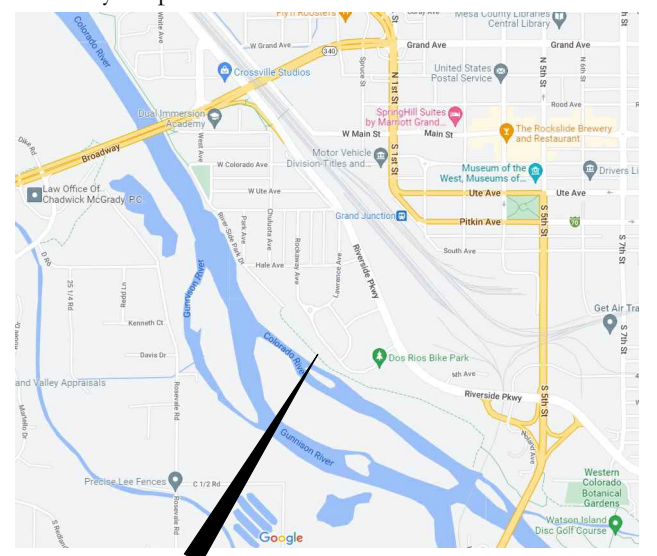 Fly'n Roosters
Mesa County Libraries
Central Library
Colorado River
White Ave
W Grand Ave
340
Spruce St
N 1st St
Grand Ave
Grand Ave
Crossville Studios
United States
Postal Service
N 5th St
N 6th St
Rood Ave
Dual Immersion
Academy
SpringHill Suites
by Marriott Grand...
W Main St
Main St
The Rockslide Brewery
and Restaurant
Dike Rd
Broadway
West Ave
Motor Vehicle
Division-Titles and...
S 1st St
W Colorado Ave
Museum of the
West, Museums of...
Drivers Li
Law Office Of
Chadwick McGrady, P.C.
W Ute Ave
Ute Ave
Ute Ave
Grand Junction
Pitkin Ave
70
S 5th St
S 7th St
River-Side Park Dr
Park Ave
Chuluota Ave
Rockaway Ave
Lawrance Ave
Riverside Pkwy
South Ave
D Rd
25 1/4 Rd
Redd Ln
Hale Ave
Gunnison River
Get Air Tra
Kenneth Ct
Davis Dr
Colorado River
Dos Rios Bike Park
S 7th St
and Valley Appraisals
Rosevale Rd
Riverside Pkwy
S 5th St
Noland Ave
Gunnison River
Precise Lee Fences
C 1/2 Rd
Western
Colorado
Botanical
Gardens
Rosevale Rd
Google
Watson Island
Disc Golf Course